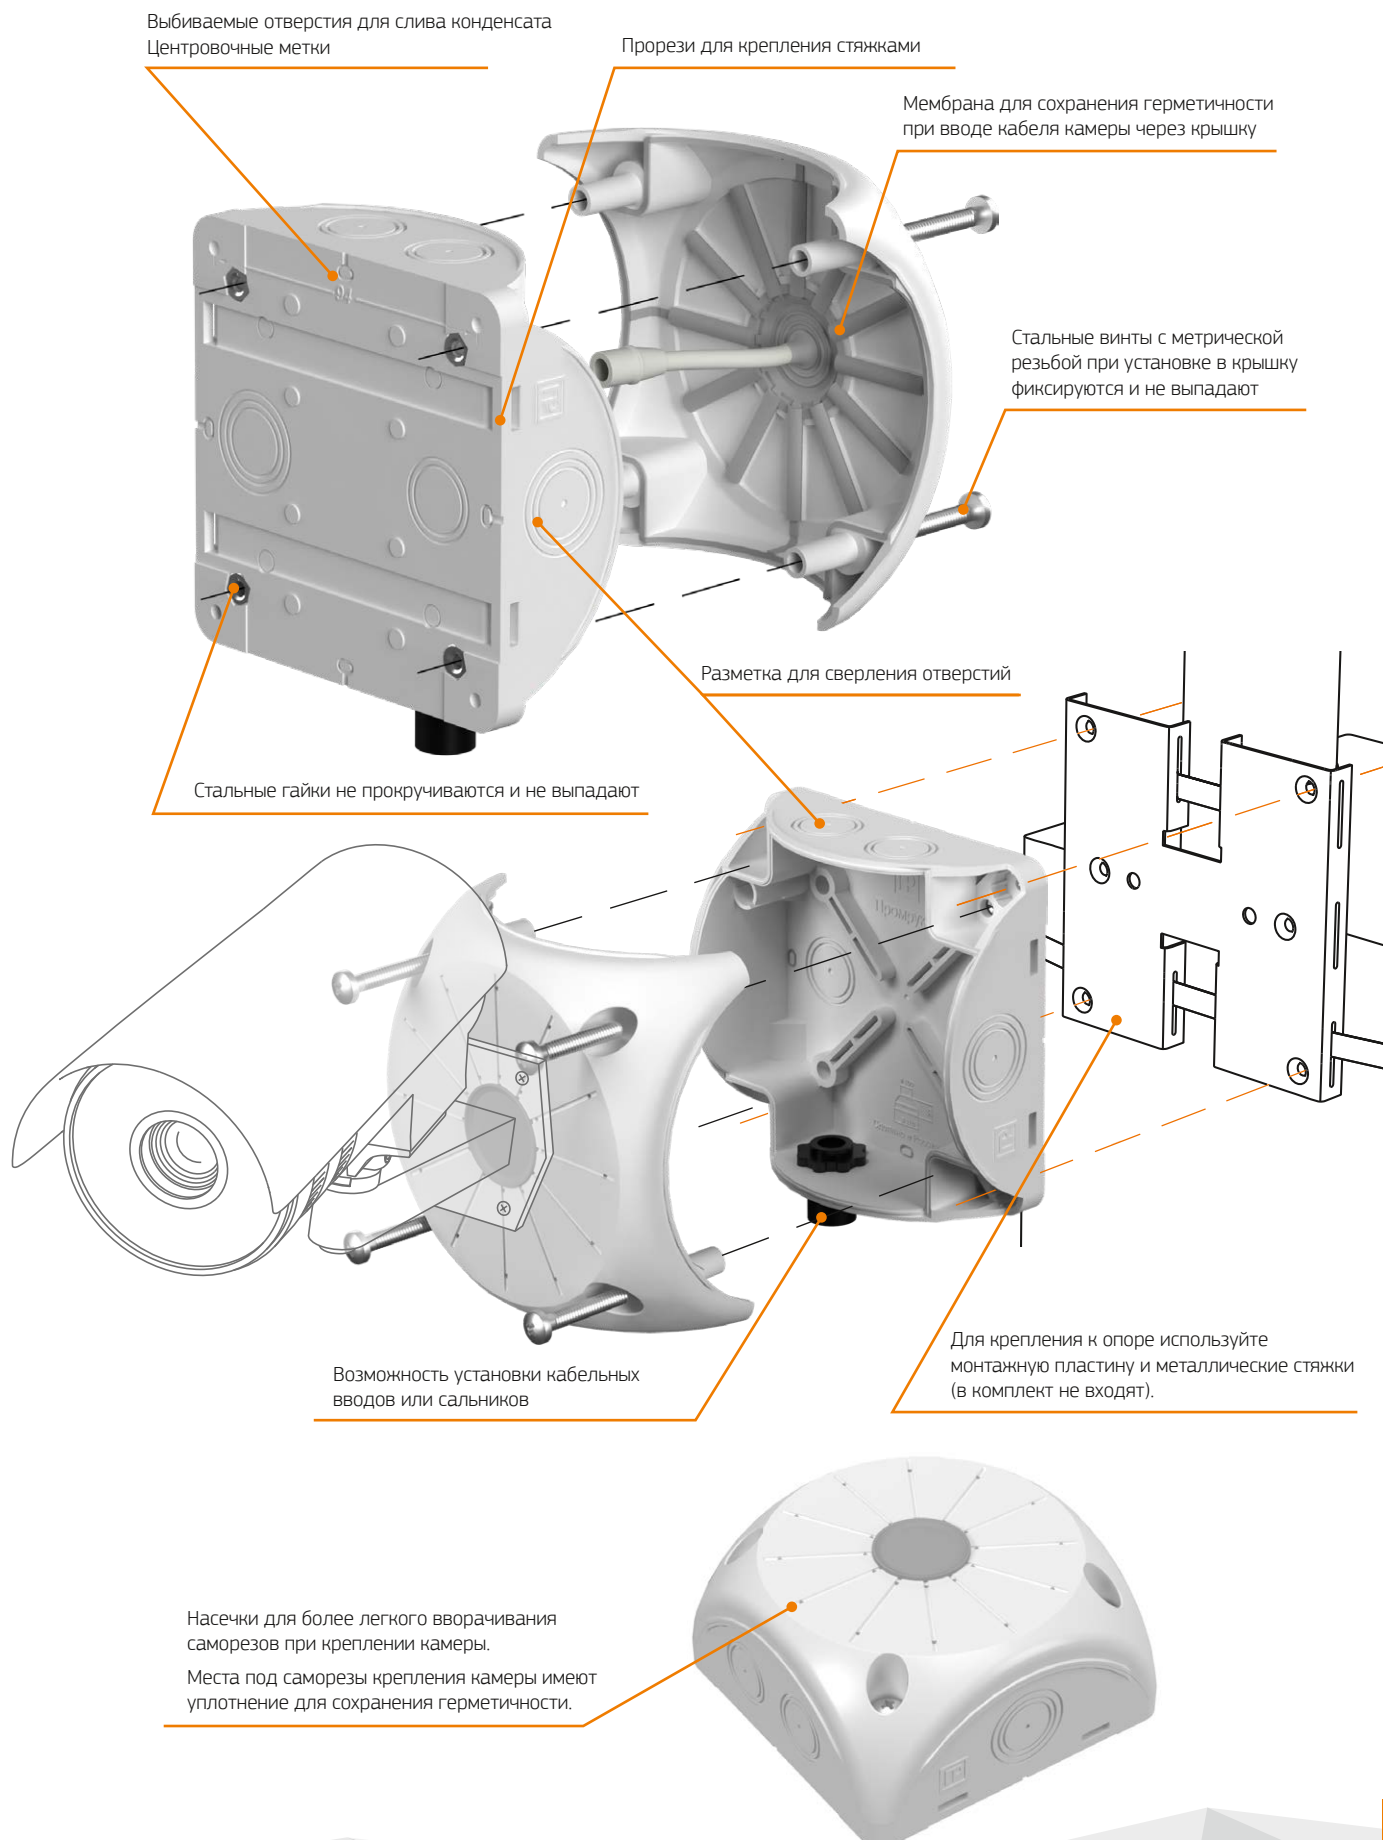 Выбиваемые отверстия для слива конденсата
Центровочные метки
Прорези для крепления стяжками
Мембрана для сохранения герметичности
при вводе кабеля камеры через крышку
Стальные винты с метрической
резьбой при установке в крышку
фиксируются и не выпадают
Разметка для сверления отверстий
Стальные гайки не прокручиваются и не выпадают
Для крепления к опоре используйте
монтажную пластину и металлические стяжки
(в комплект не входят).
Возможность установки кабельных
вводов или сальников
Насечки для более легкого вворачивания
саморезов при креплении камеры.
Места под саморезы крепления камеры имеют
уплотнение для сохранения герметичности.